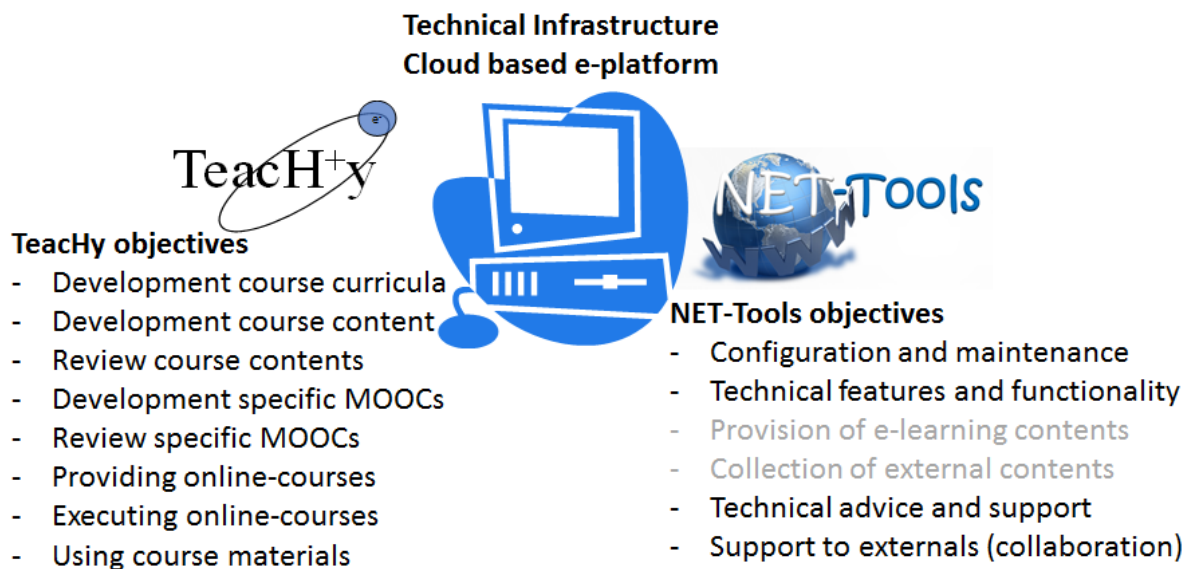 Technical Infrastructure
Cloud based e-platform
e-
TeacH+y
NET-Tools
WWW
TeacHy objectives
- Development course curricula
- Development course content
- Review course contents
- Development specific MOOCs
- Review specific MOOCs
- Providing online-courses
- Executing online-courses
- Using course materials
NET-Tools objectives
- Configuration and maintenance
- Technical features and functionality
- Provision of e-learning contents
- Collection of external contents
- Technical advice and support
- Support to externals (collaboration)